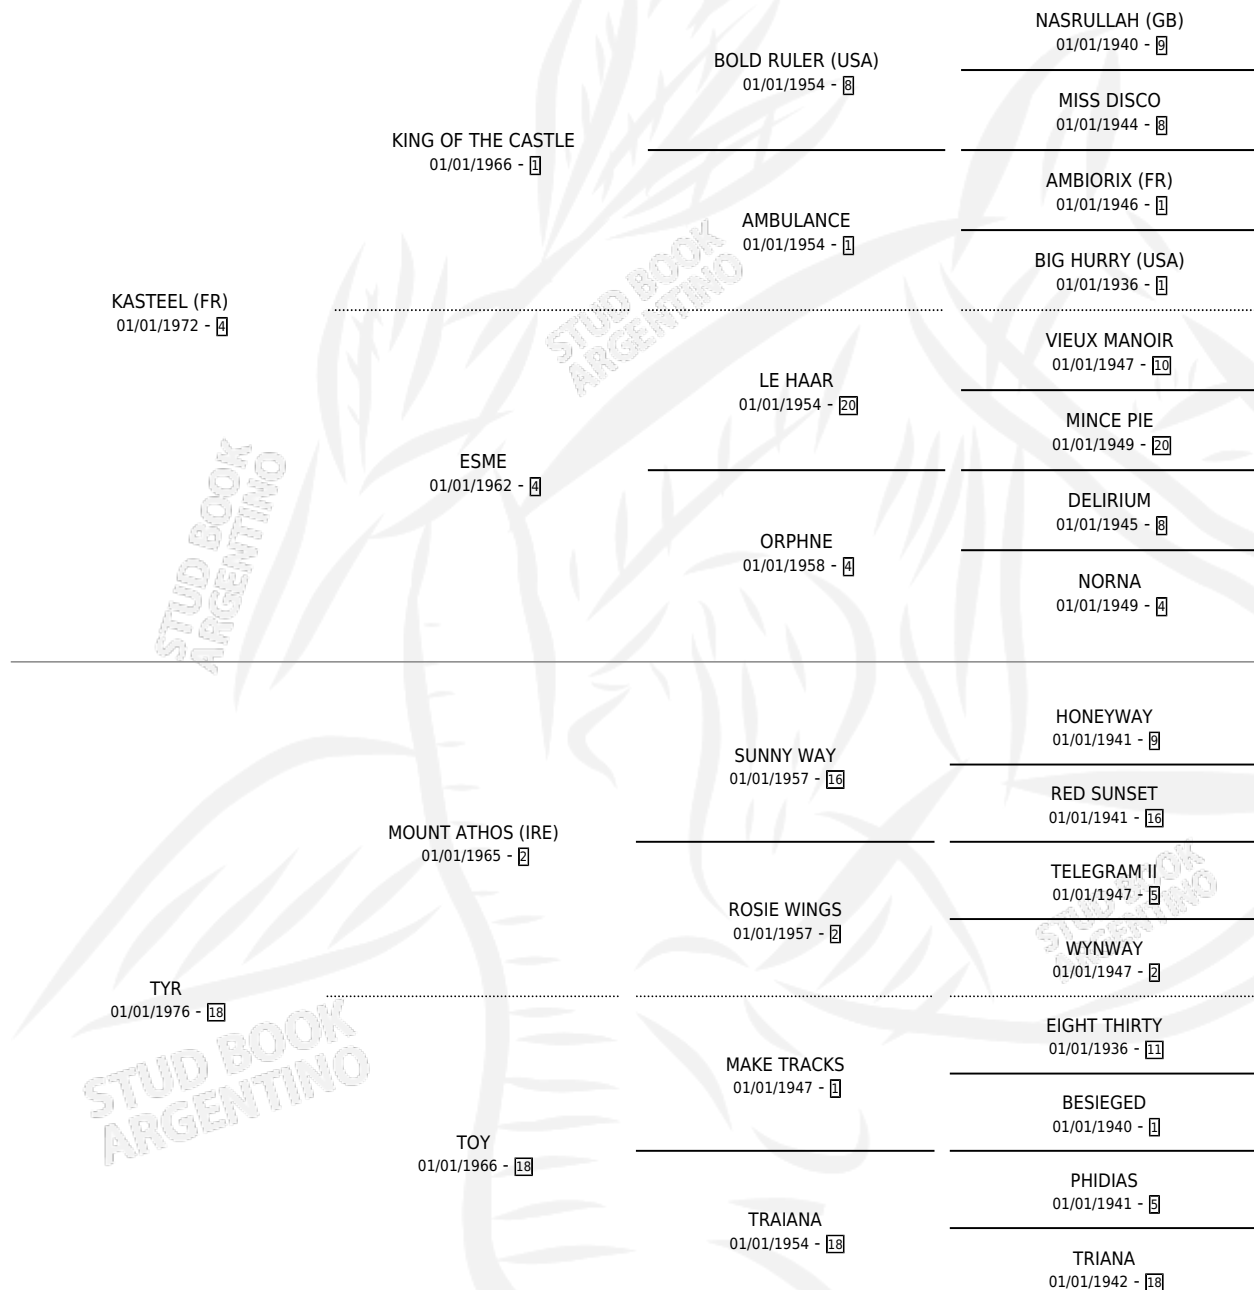 NASRULLAH (GB)
01/01/1940 - 9
BOLD RULER (USA)
01/01/1954 - 8
MISS DISCO
01/01/1944 - 8
KING OF THE CASTLE
01/01/1966 - 1
AMBIORIX (FR)
01/01/1946 - 1
AMBULANCE
01/01/1954 - 1
BIG HURRY (USA)
01/01/1936 - 1
KASTEEL (FR)
01/01/1972 - 4
VIEUX MANOIR
01/01/1947 - 10
LE HAAR
01/01/1954 - 20
MINCE PIE
01/01/1949 - 20
ESME
01/01/1962 - 4
DELIRIUM
01/01/1945 - 8
ORPHNE
01/01/1958 - 4
NORNA
01/01/1949 - 4
HONEYWAY
01/01/1941 - 9
SUNNY WAY
01/01/1957 - 16
RED SUNSET
01/01/1941 - 16
MOUNT ATHOS (IRE)
01/01/1965 - 2
TELEGRAM II
01/01/1947 - 5
ROSIE WINGS
01/01/1957 - 2
WYNWAY
01/01/1947 - 2
TYR
01/01/1976 - 18
EIGHT THIRTY
01/01/1936 - 11
MAKE TRACKS
01/01/1947 - 1
BESIEGED
01/01/1940 - 1
TOY
01/01/1966 - 18
PHIDIAS
01/01/1941 - 5
TRAIANA
01/01/1954 - 18
TRIANA
01/01/1942 - 18
STUD BOOK
ARGENTINO
STUD BOOK
ARGENTINO
STUD BOOK
ARGENTINO
STUD BOOK
ARGENTINO